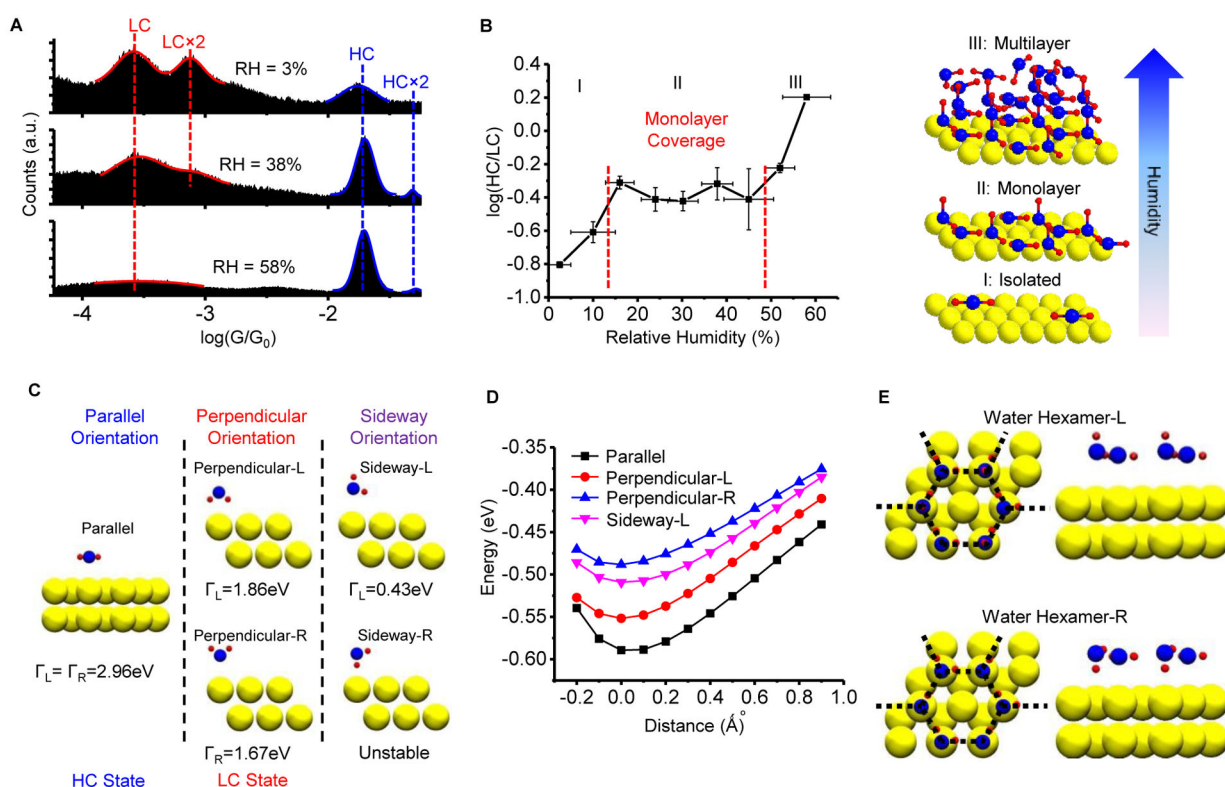 A
LC
LC×2
HC
HC×2
RH = 3%
RH = 38%
RH = 58%
Counts (a.u.)
-4
-3
-2
log(G/G₀)
B
I
II
III
Monolayer
Coverage
log(HC/LC)
0.4
0.2
0.0
-0.2
-0.4
-0.6
-0.8
-1.0
0
10
20
30
40
50
60
Relative Humidity (%)
III: Multilayer
II: Monolayer
I: Isolated
Humidity
C
Parallel
Orientation
Perpendicular
Orientation
Sideway
Orientation
Parallel
Γ_L= Γ_R=2.96eV
Perpendicular-L
Γ_L=1.86eV
Perpendicular-R
Γ_R=1.67eV
Sideway-L
Γ_L=0.43eV
Sideway-R
Unstable
HC State
LC State
D
-0.35
-0.40
-0.45
-0.50
-0.55
-0.60
Energy (eV)
Parallel
Perpendicular-L
Perpendicular-R
Sideway-L
-0.2
0.0
0.2
0.4
0.6
0.8
1.0
Distance (Å)
E
Water Hexamer-L
Water Hexamer-R